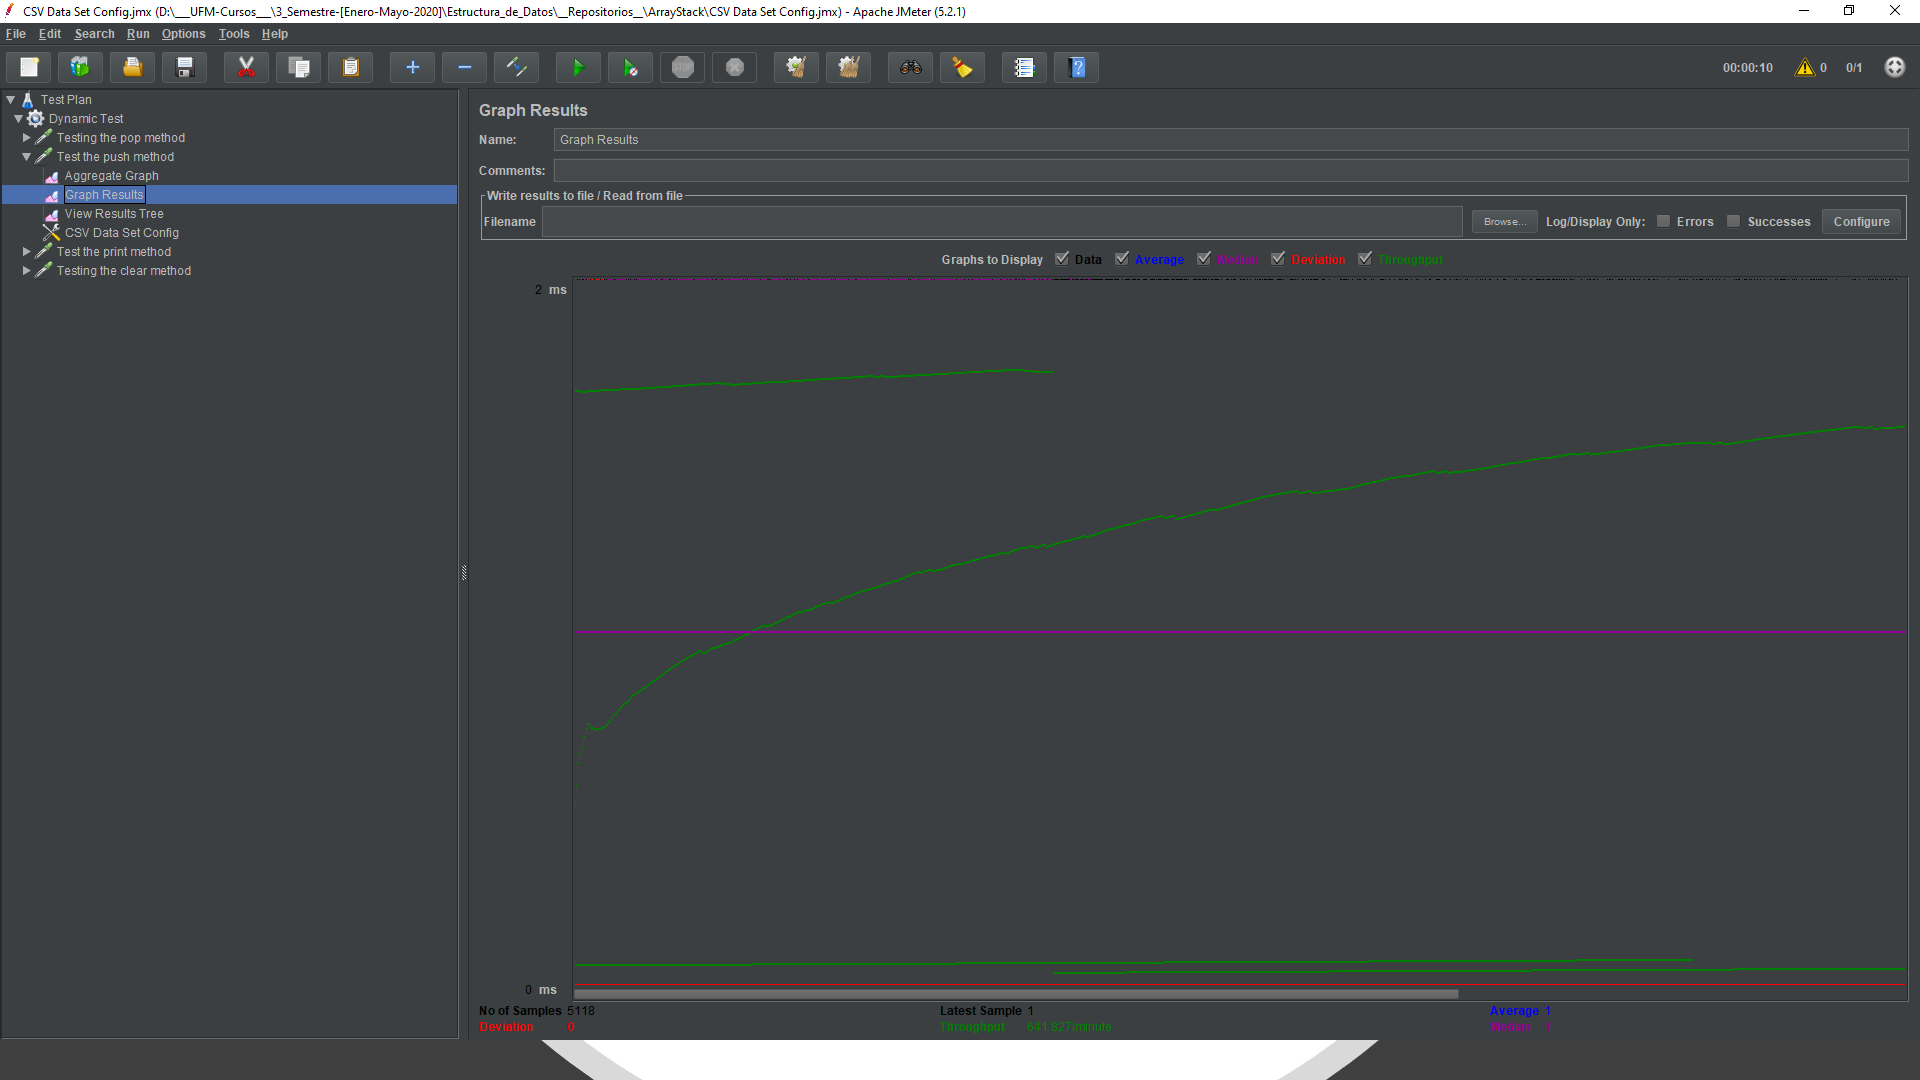 CSV Data Set Config.jmx (D:\___UFM-Cursos___\3_Semestre-[Enero-Mayo-2020]\Estructura_de_Datos\__Repositorios__\ArrayStack\CSV Data Set Config.jmx) - Apache JMeter (5.2.1)
File Edit Search Run Options Tools Help
STOP 00:00:10 0 0/1
Test Plan
Dynamic Test
Testing the pop method
Test the push method
Aggregate Graph
Graph Results
View Results Tree
CSV Data Set Config
Test the print method
Testing the clear method
Graph Results
Name: Graph Results
Comments:
Write results to file / Read from file
Filename Browse... Log/Display Only: Errors Successes Configure
Graphs to Display Data Average Median Deviation Throughput
2 ms
0 ms
No of Samples 5118 Latest Sample 1 Average 1
Deviation 0 Throughput 641.827/minute Median 1